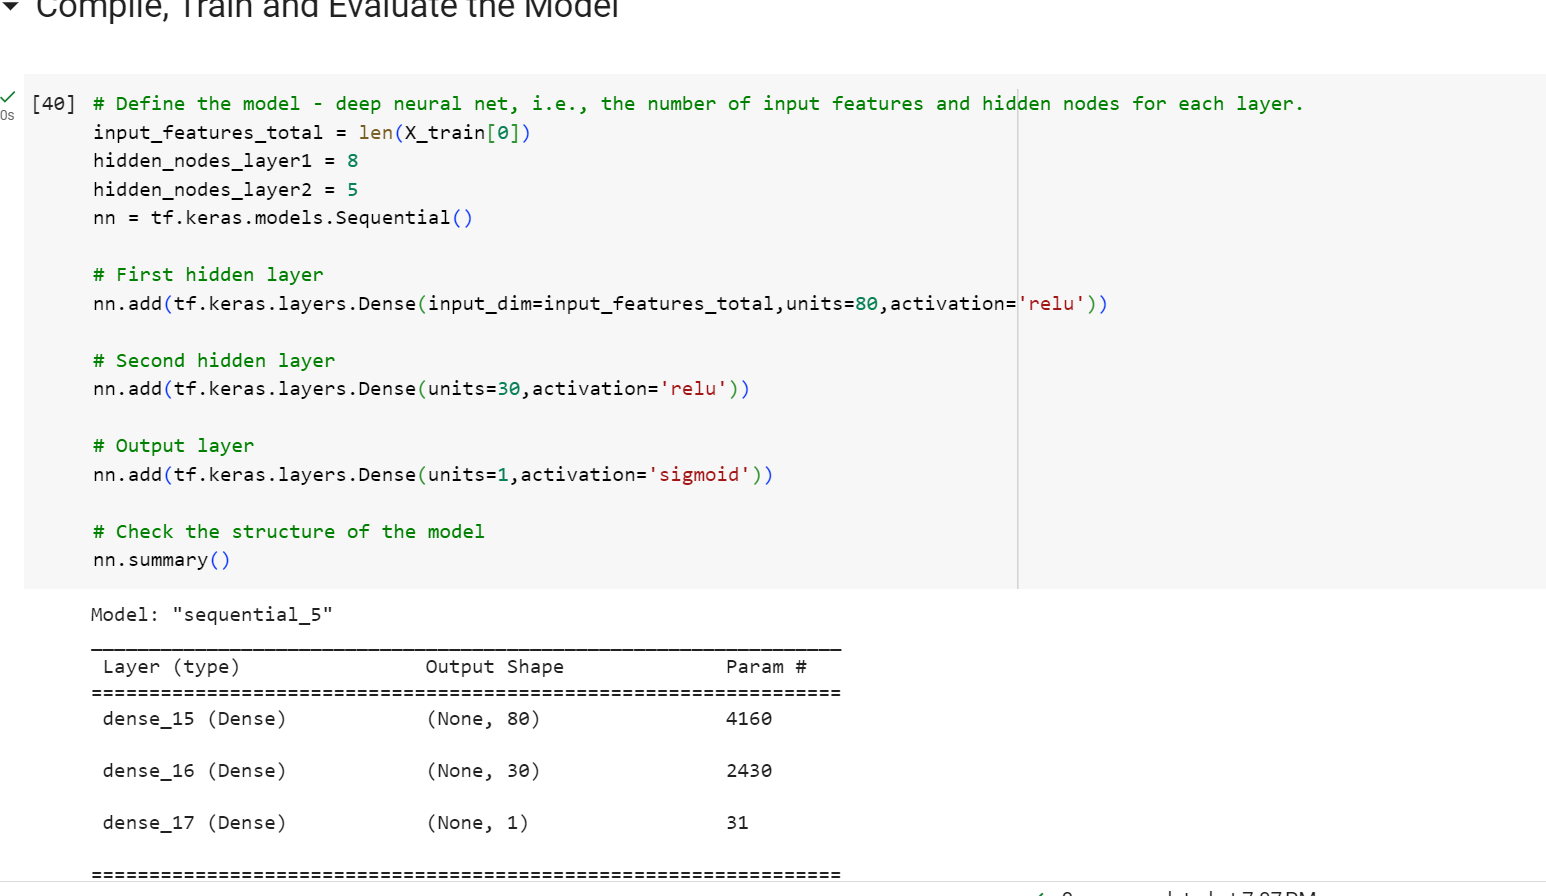 Compile, Train and Evaluate the Model
0s
[40] # Define the model - deep neural net, i.e., the number of input features and hidden nodes for each layer.
input_features_total = len(X_train[0])
hidden_nodes_layer1 = 8
hidden_nodes_layer2 = 5
nn = tf.keras.models.Sequential()
# First hidden layer
nn.add(tf.keras.layers.Dense(input_dim=input_features_total,units=80,activation='relu'))
# Second hidden layer
nn.add(tf.keras.layers.Dense(units=30,activation='relu'))
# Output layer
nn.add(tf.keras.layers.Dense(units=1,activation='sigmoid'))
# Check the structure of the model
nn.summary()
Model: "sequential_5"
_________________________________________________________________
Layer (type) Output Shape Param #
=================================================================
dense_15 (Dense) (None, 80) 4160
dense_16 (Dense) (None, 30) 2430
dense_17 (Dense) (None, 1) 31
=================================================================